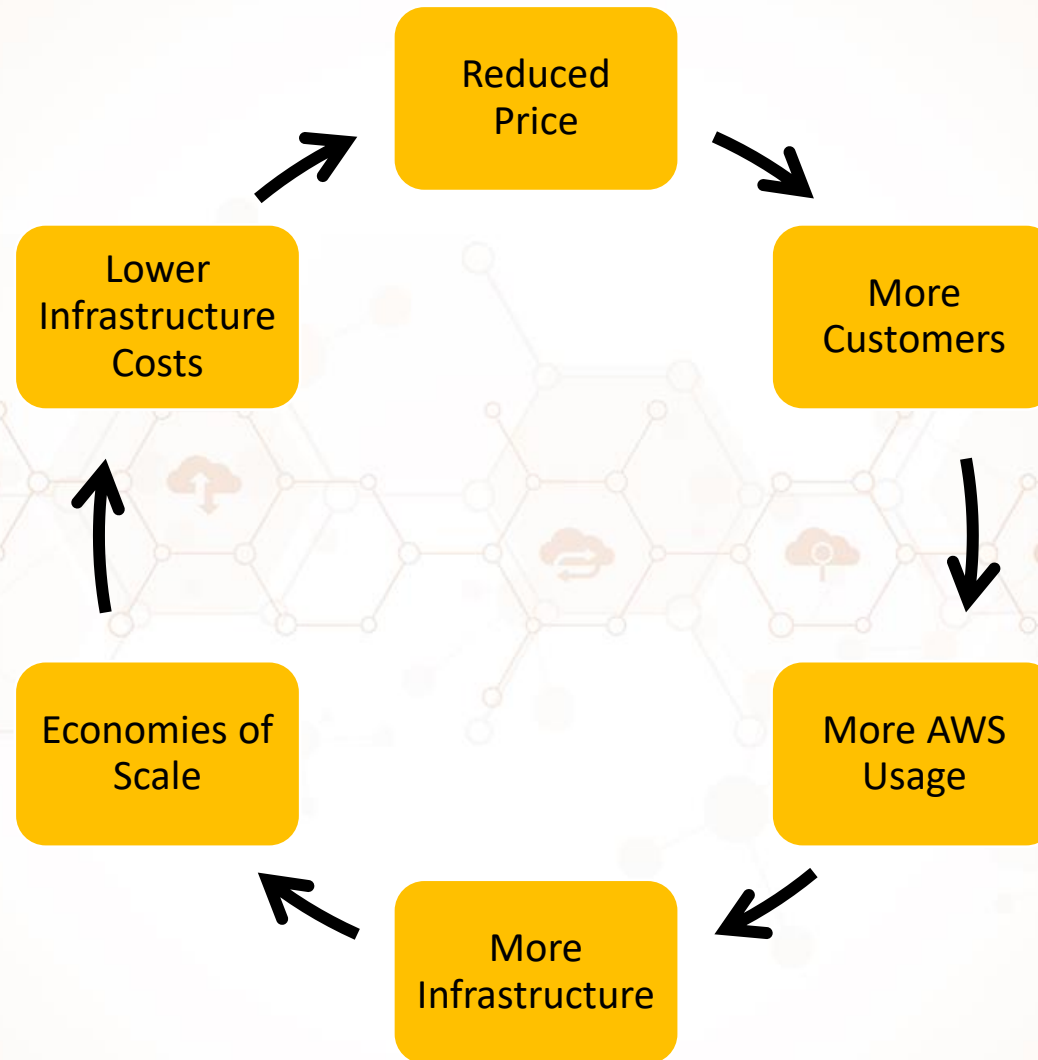 Reduced
Price
More
Customers
More AWS
Usage
More
Infrastructure
Economies of
Scale
Lower
Infrastructure
Costs